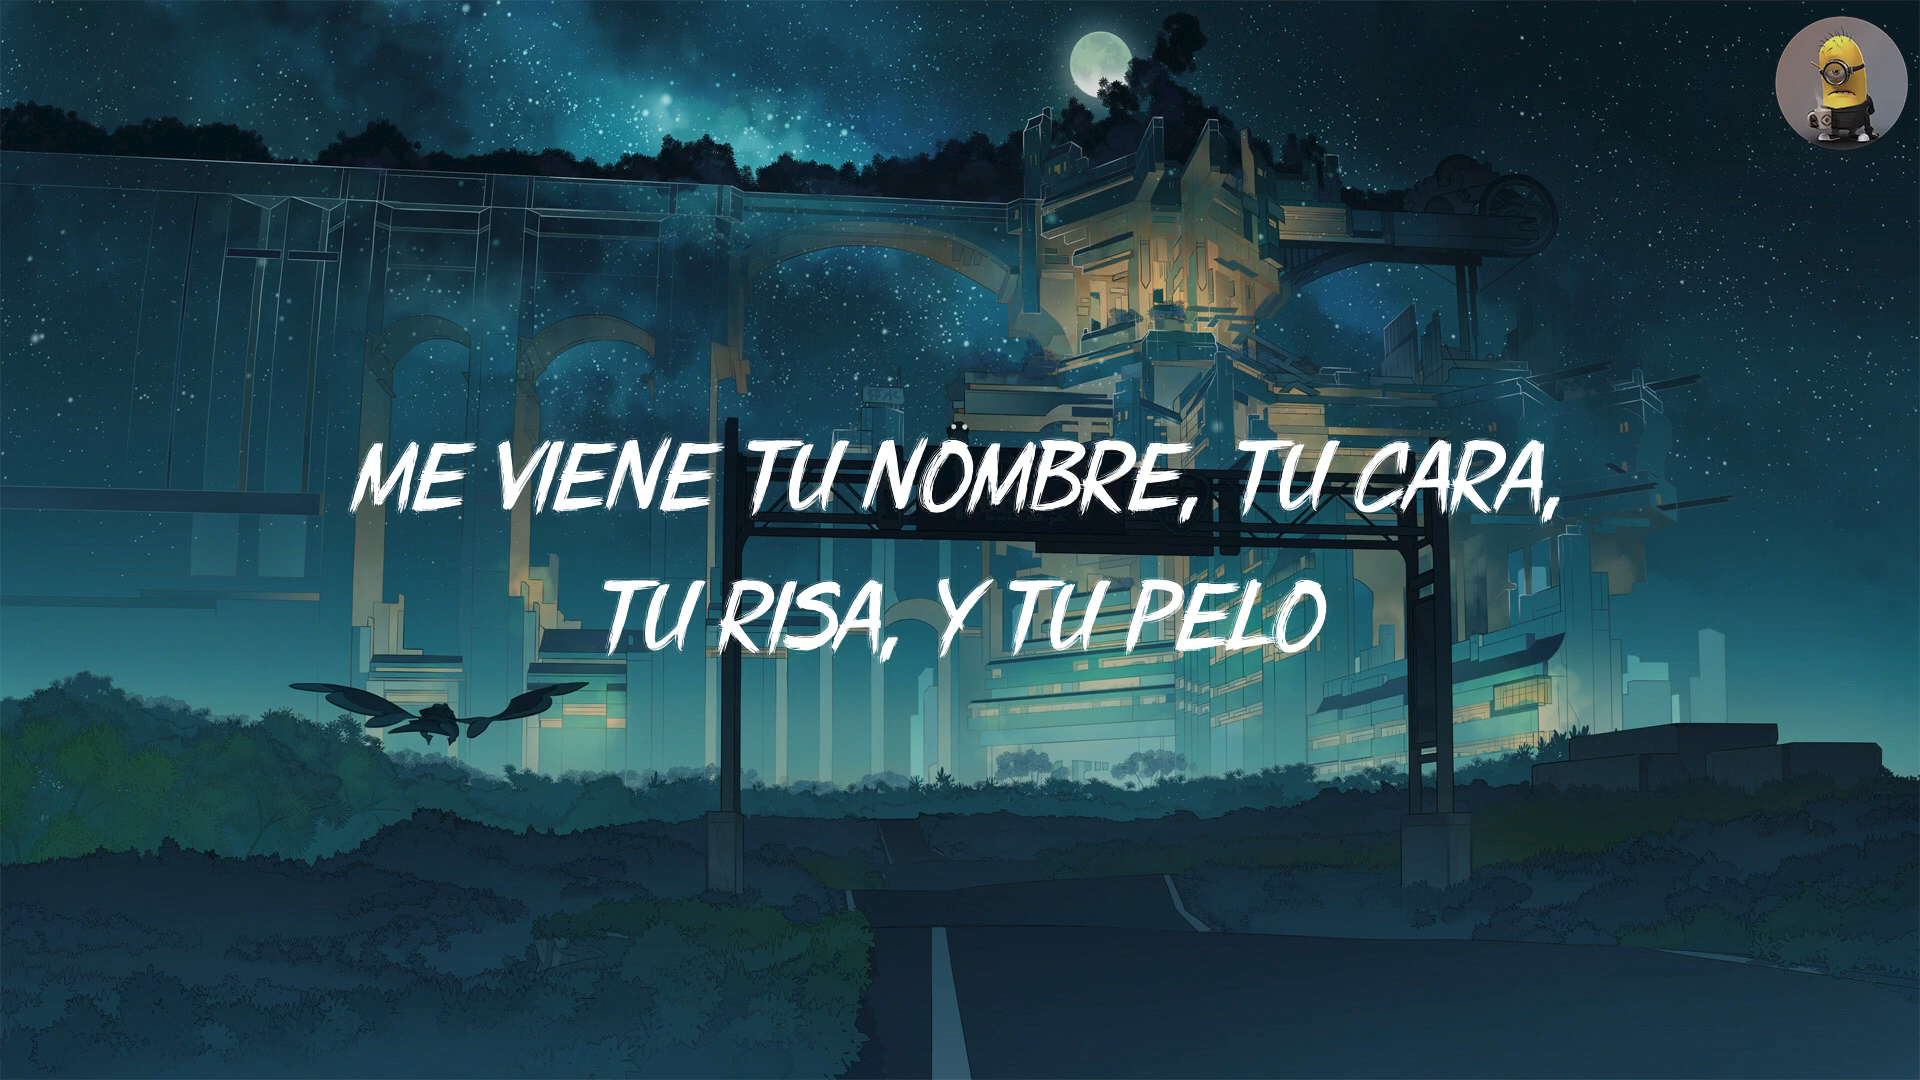 ME VIENE TU NOMBRE, TU CARA,
TU RISA, Y TU PELO